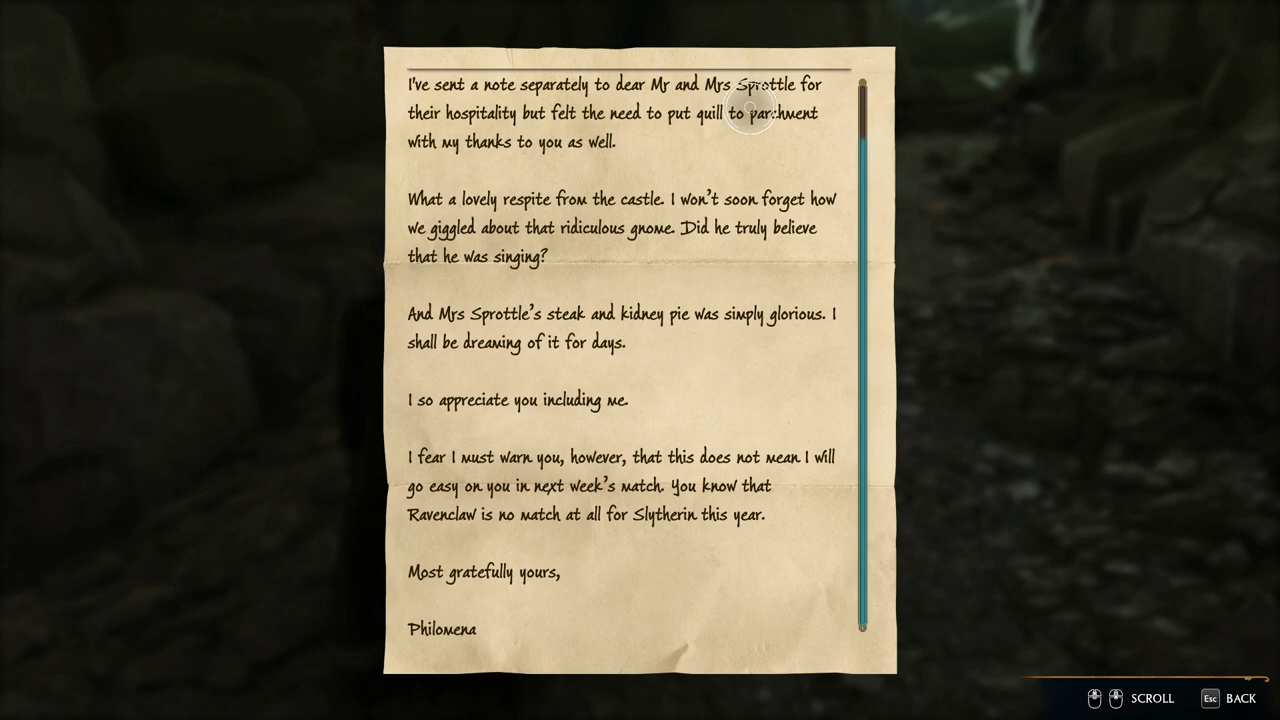 I've sent a note separately to dear Mr and Mrs Sprottle for
their hospitality but felt the need to put quill to parchment
with my thanks to you as well.
What a lovely respite from the castle. I won't soon forget how
we giggled about that ridiculous gnome. Did he truly believe
that he was singing?
And Mrs Sprottle's steak and kidney pie was simply glorious. I
shall be dreaming of it for days.
I so appreciate you including me.
I fear I must warn you, however, that this does not mean I will
go easy on you in next week's match. You know that
Ravenclaw is no match at all for Slytherin this year.
Most gratefully yours,
Philomena
SCROLL Esc BACK